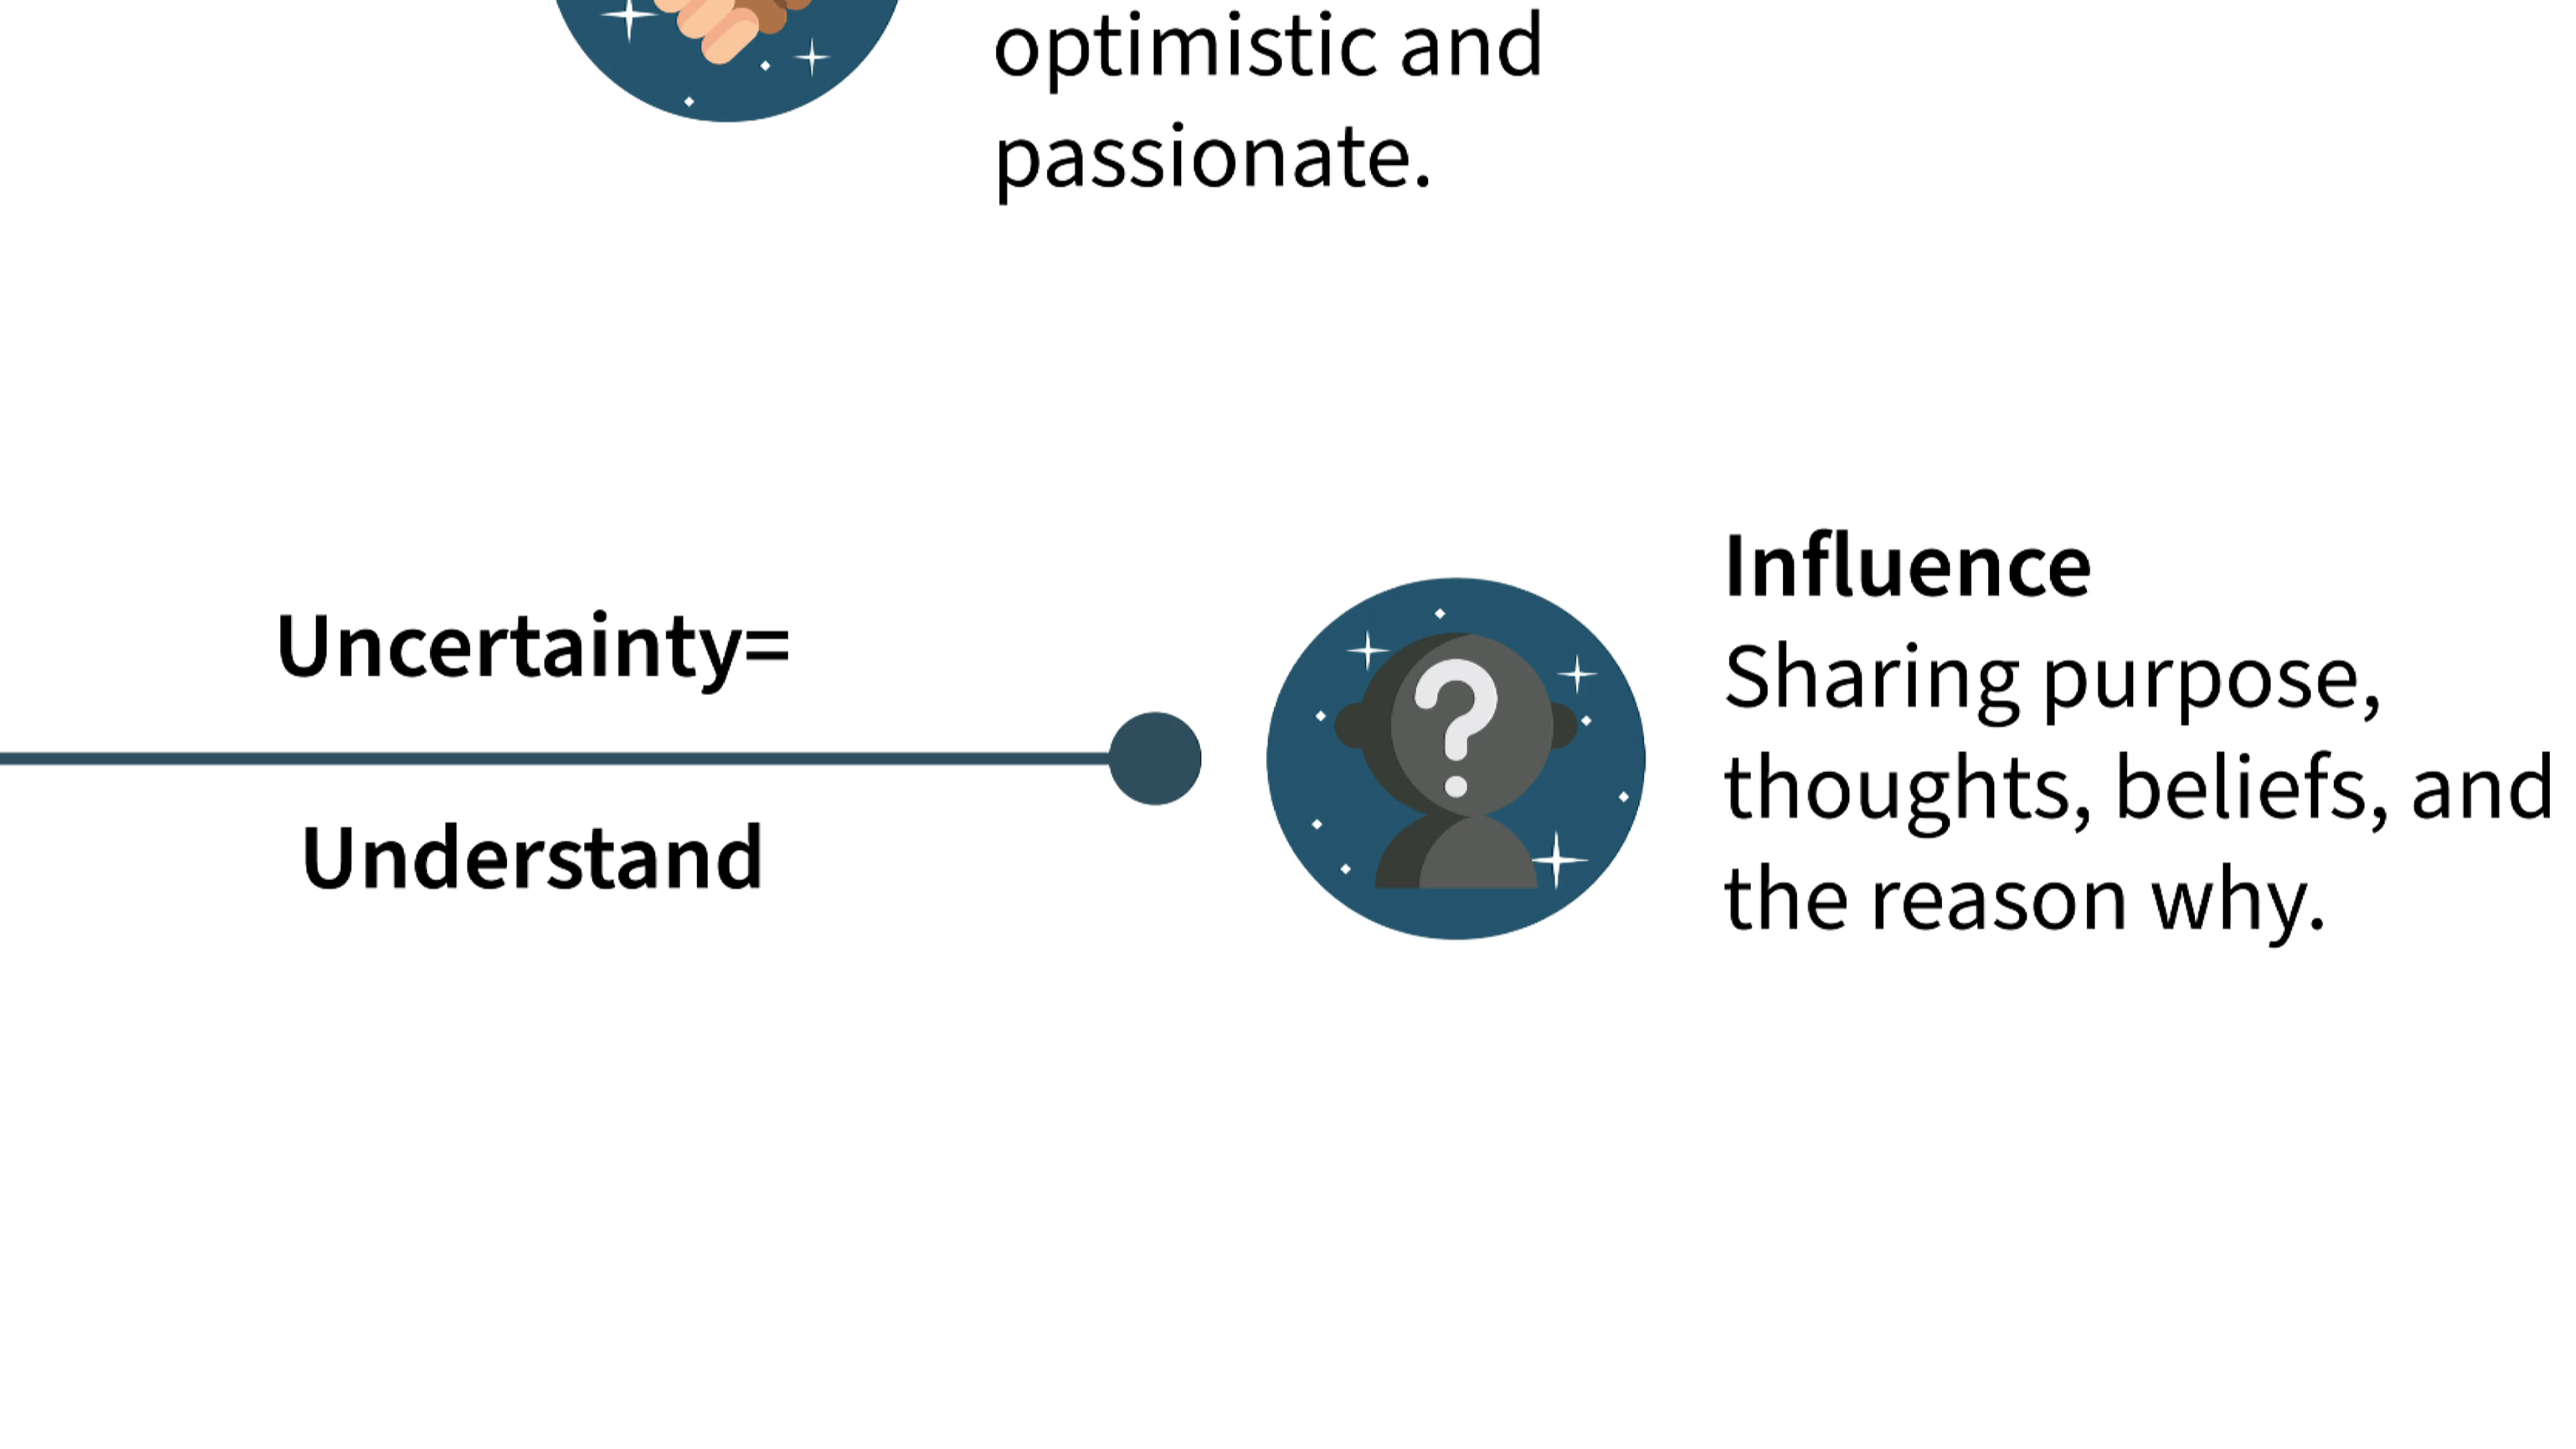 optimistic and
passionate.
Uncertainty=
Understand
Influence
Sharing purpose,
thoughts, beliefs, and
the reason why.
?